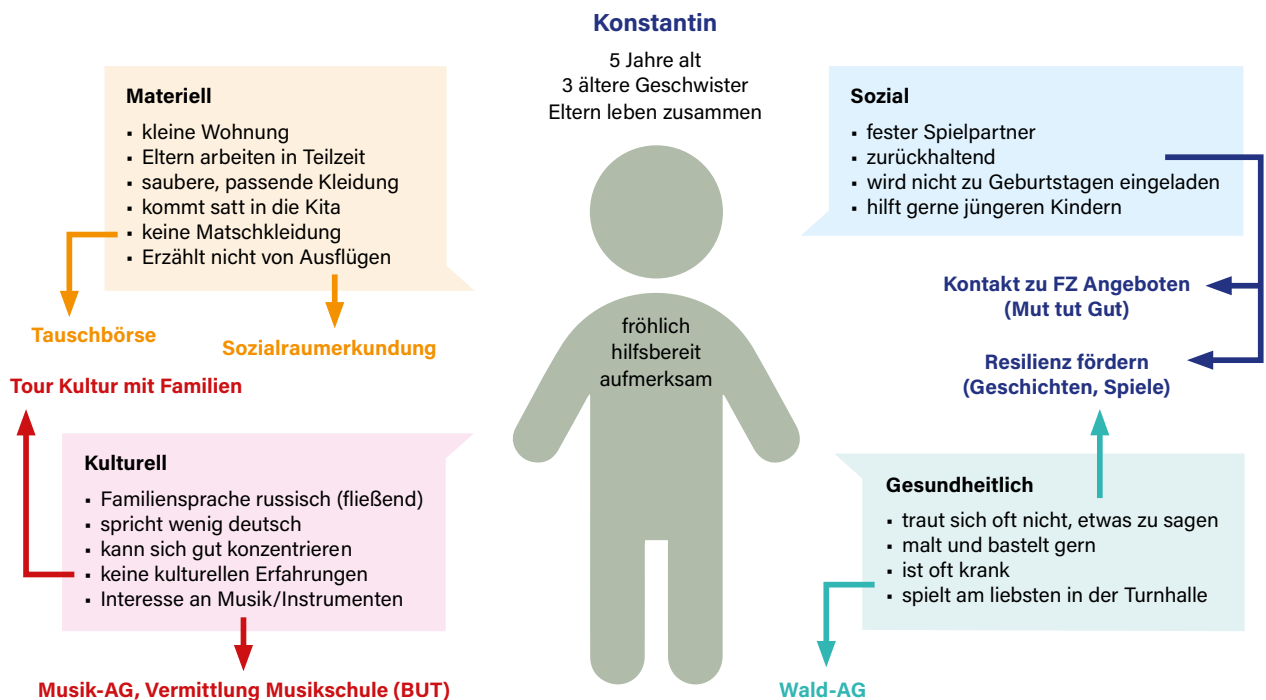 Konstantin
5 Jahre alt
3 ältere Geschwister
Eltern leben zusammen
Materiell
▪ kleine Wohnung
▪ Eltern arbeiten in Teilzeit
▪ saubere, passende Kleidung
▪ kommt satt in die Kita
▪ keine Matschkleidung
▪ Erzählt nicht von Ausflügen
Tauschbörse
Sozialraumerkundung
Sozial
▪ fester Spielpartner
▪ zurückhaltend
▪ wird nicht zu Geburtstagen eingeladen
▪ hilft gerne jüngeren Kindern
Kontakt zu FZ Angeboten
(Mut tut Gut)
Resilienz fördern
(Geschichten, Spiele)
fröhlich
hilfsbereit
aufmerksam
Tour Kultur mit Familien
Kulturell
▪ Familiensprache russisch (fließend)
▪ spricht wenig deutsch
▪ kann sich gut konzentrieren
▪ keine kulturellen Erfahrungen
▪ Interesse an Musik/Instrumenten
Musik-AG, Vermittlung Musikschule (BUT)
Gesundheitlich
▪ traut sich oft nicht, etwas zu sagen
▪ malt und bastelt gern
▪ ist oft krank
▪ spielt am liebsten in der Turnhalle
Wald-AG